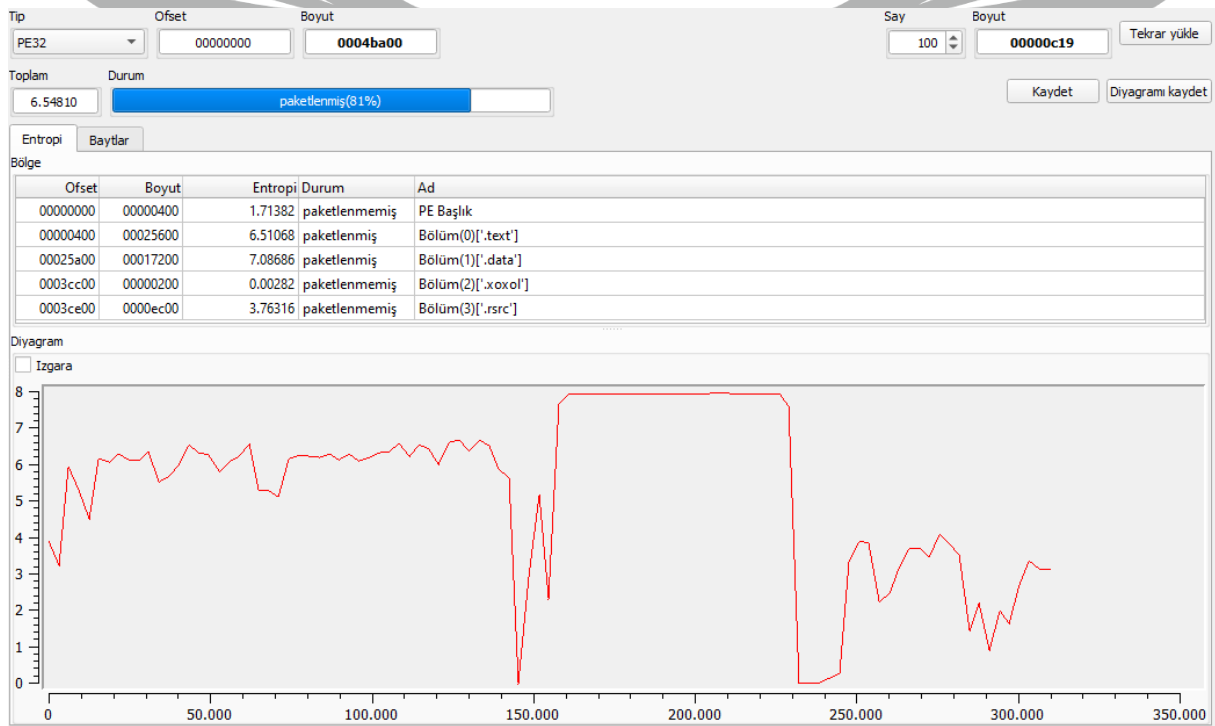 Tip Ofset Boyut Say Boyut
PE32 00000000 0004ba00 100 00000c19 Tekrar yükle
Toplam Durum
6.54810 paketlenmiş(81%) Kaydet Diyagramı kaydet
Entropi Baytlar
Bölge
Ofset Boyut Entropi Durum Ad
00000000 00000400 1.71382 paketlenmemiş PE Başlık
00000400 00025600 6.51068 paketlenmiş Bölüm(0)['.text']
00025a00 00017200 7.08686 paketlenmiş Bölüm(1)['.data']
0003cc00 00000200 0.00282 paketlenmemiş Bölüm(2)['.xoxol']
0003ce00 0000ec00 3.76316 paketlenmemiş Bölüm(3)['.rsrc']
Diyagram
Izgara
8
7
6
5
4
3
2
1
0
0 50.000 100.000 150.000 200.000 250.000 300.000 350.000